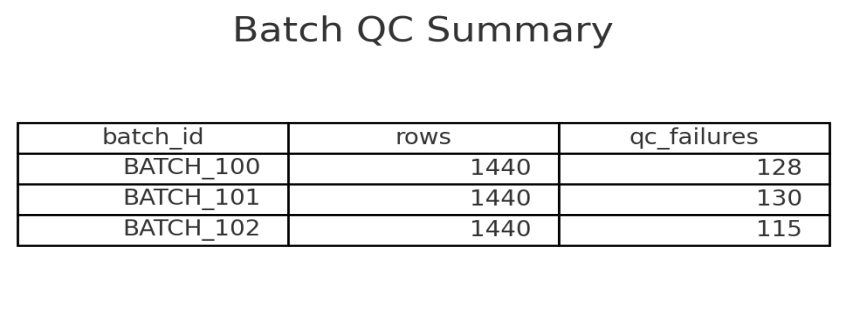 Batch QC Summary
batch_id rows qc_failures
BATCH_100 1440 128
BATCH_101 1440 130
BATCH_102 1440 115